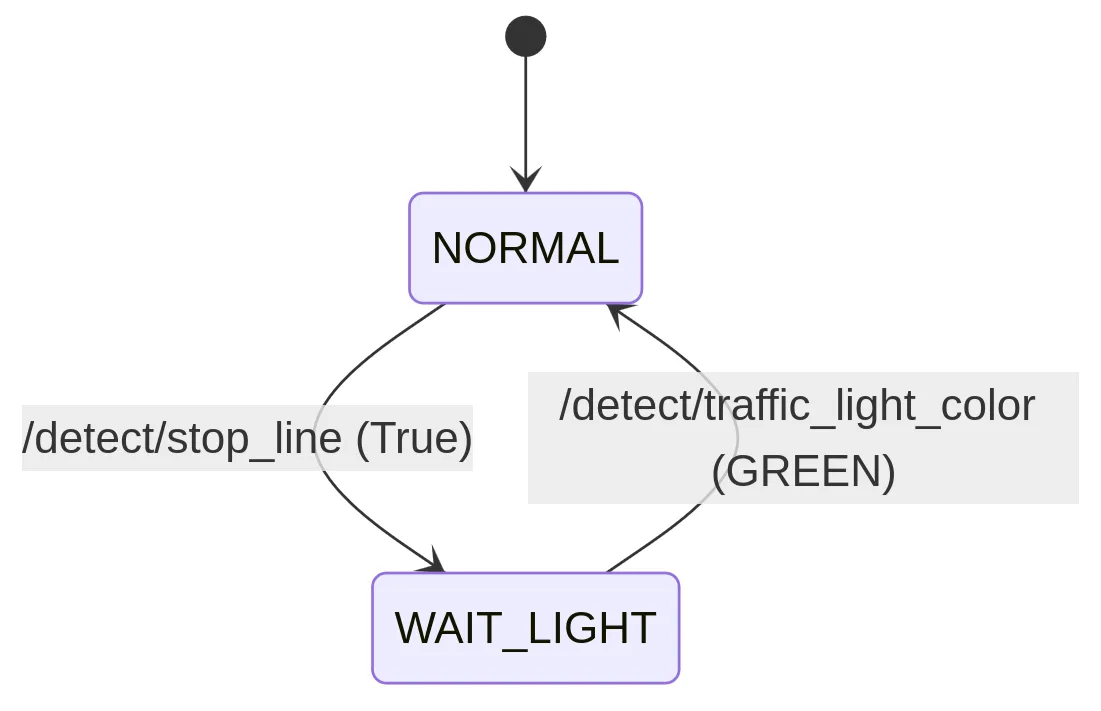 NORMAL
/detect/stop_line (True)
/detect/traffic_light_color
(GREEN)
WAIT_LIGHT